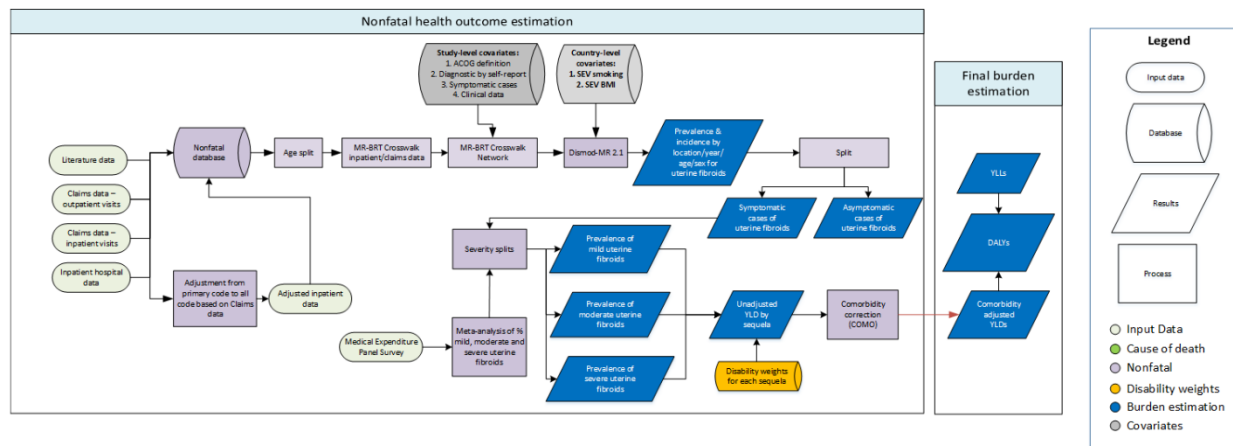 Nonfatal health outcome estimation
Study-level covariates:
1. ACOG definition
2. Diagnostic by self-report
3. Symptomatic cases
4. Clinical data
Country-level
covariates:
1. SEV smoking
2. SEV BMI
Literature data
Claims data –
outpatient visits
Claims data –
inpatient visits
Inpatient hospital
data
Nonfatal
database
Age split
MR-BRT Crosswalk
inpatient/claims data
MR-BRT Crosswalk
Network
Dismod-MR 2.1
Prevalence &
incidence by
location/year/
age/sex for
uterine fibroids
Split
Symptomatic
cases of
uterine fibroids
Asymptomatic
cases of
uterine fibroids
Adjustment from
primary code to all
code based on Claims
data
Adjusted inpatient
data
Severity splits
Medical Expenditure
Panel Survey
Meta-analysis of %
mild, moderate and
severe uterine
fibroids
Prevalence of
mild uterine
fibroids
Prevalence of
moderate uterine
fibroids
Prevalence of
severe uterine
fibroids
Unadjusted
YLD by
sequela
Disability weights
for each sequela
Comorbidity
correction
(COMO)
Final burden
estimation
YLLs
DALYs
Comorbidity
adjusted YLDs
Legend
Input data
Database
Results
Process
Input Data
Cause of death
Nonfatal
Disability weights
Burden estimation
Covariates